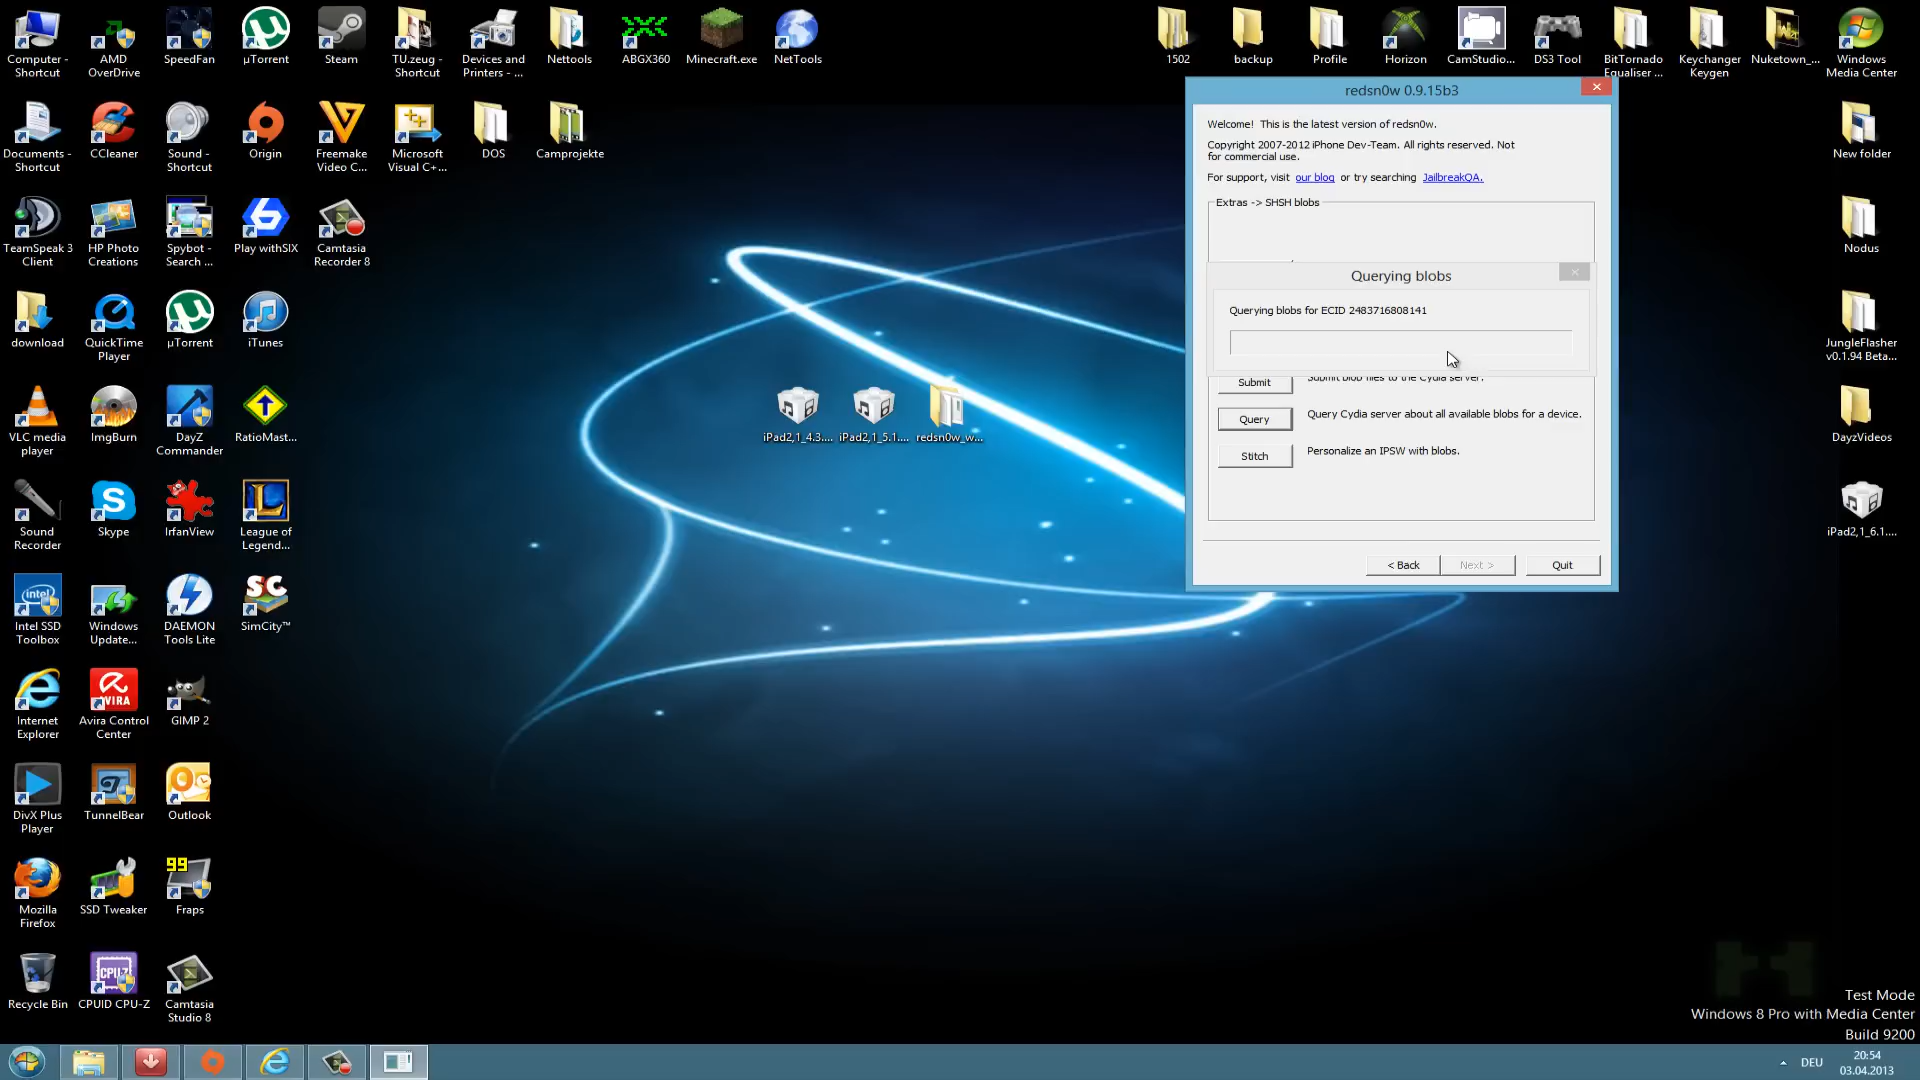 Computer - Shortcut
AMD OverDrive
SpeedFan
µTorrent
Steam
TU.zeug - Shortcut
Devices and Printers - ...
Nettools
ABGX360
Minecraft.exe
NetTools
1502
backup
Profile
Horizon
CamStudio...
DS3 Tool
BitTornado Equaliser ...
Keychanger Keygen
Nuketown_...
Windows Media Center
Documents - Shortcut
CCleaner
Sound - Shortcut
Origin
Freemake Video C...
Microsoft Visual C+...
DOS
Camprojekte
New folder
TeamSpeak 3 Client
HP Photo Creations
Spybot - Search ...
Play withSIX
Camtasia Recorder 8
Nodus
download
QuickTime Player
µTorrent
iTunes
JungleFlasher v0.1.94 Beta...
VLC media player
ImgBurn
DayZ Commander
RatioMast...
iPad2,1_4.3....
iPad2,1_5.1....
redsn0w_w...
DayzVideos
Sound Recorder
Skype
IrfanView
League of Legend...
iPad2,1_6.1....
intel
Intel SSD Toolbox
Windows Update...
DAEMON Tools Lite
SC
SimCity™
Internet Explorer
AVIRA
Avira Control Center
GIMP 2
DivX Plus Player
TunnelBear
Outlook
Mozilla Firefox
SSD Tweaker
99
Fraps
Recycle Bin
CPU-Z
CPUID CPU-Z
Camtasia Studio 8
redsn0w 0.9.15b3
Welcome! This is the latest version of redsn0w.
Copyright 2007-2012 iPhone Dev-Team. All rights reserved. Not
for commercial use.
For support, visit our blog or try searching JailbreakQA.
Extras -> SHSH blobs
Querying blobs
Querying blobs for ECID 2483716808141
Submit Submit blob files to the Cydia server.
Query Query Cydia server about all available blobs for a device.
Stitch Personalize an IPSW with blobs.
< Back Next > Quit
Test Mode
Windows 8 Pro with Media Center
Build 9200
DEU
20:54
03.04.2013